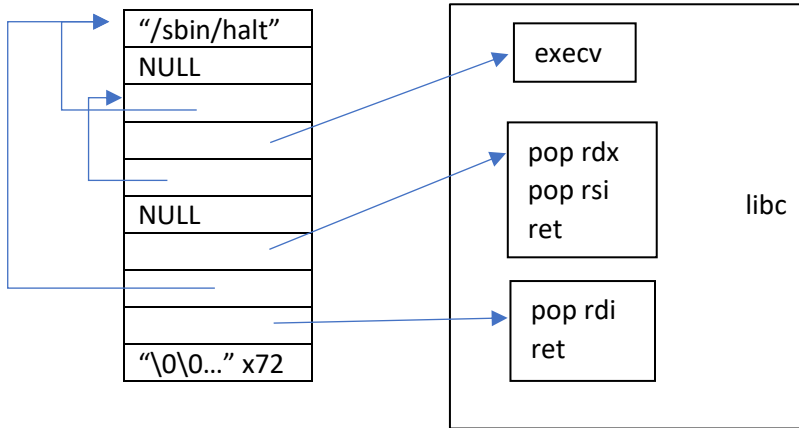 “/sbin/halt”
NULL
NULL
“\0\0…” x72
execv
pop rdx
pop rsi
ret
pop rdi
ret
libc